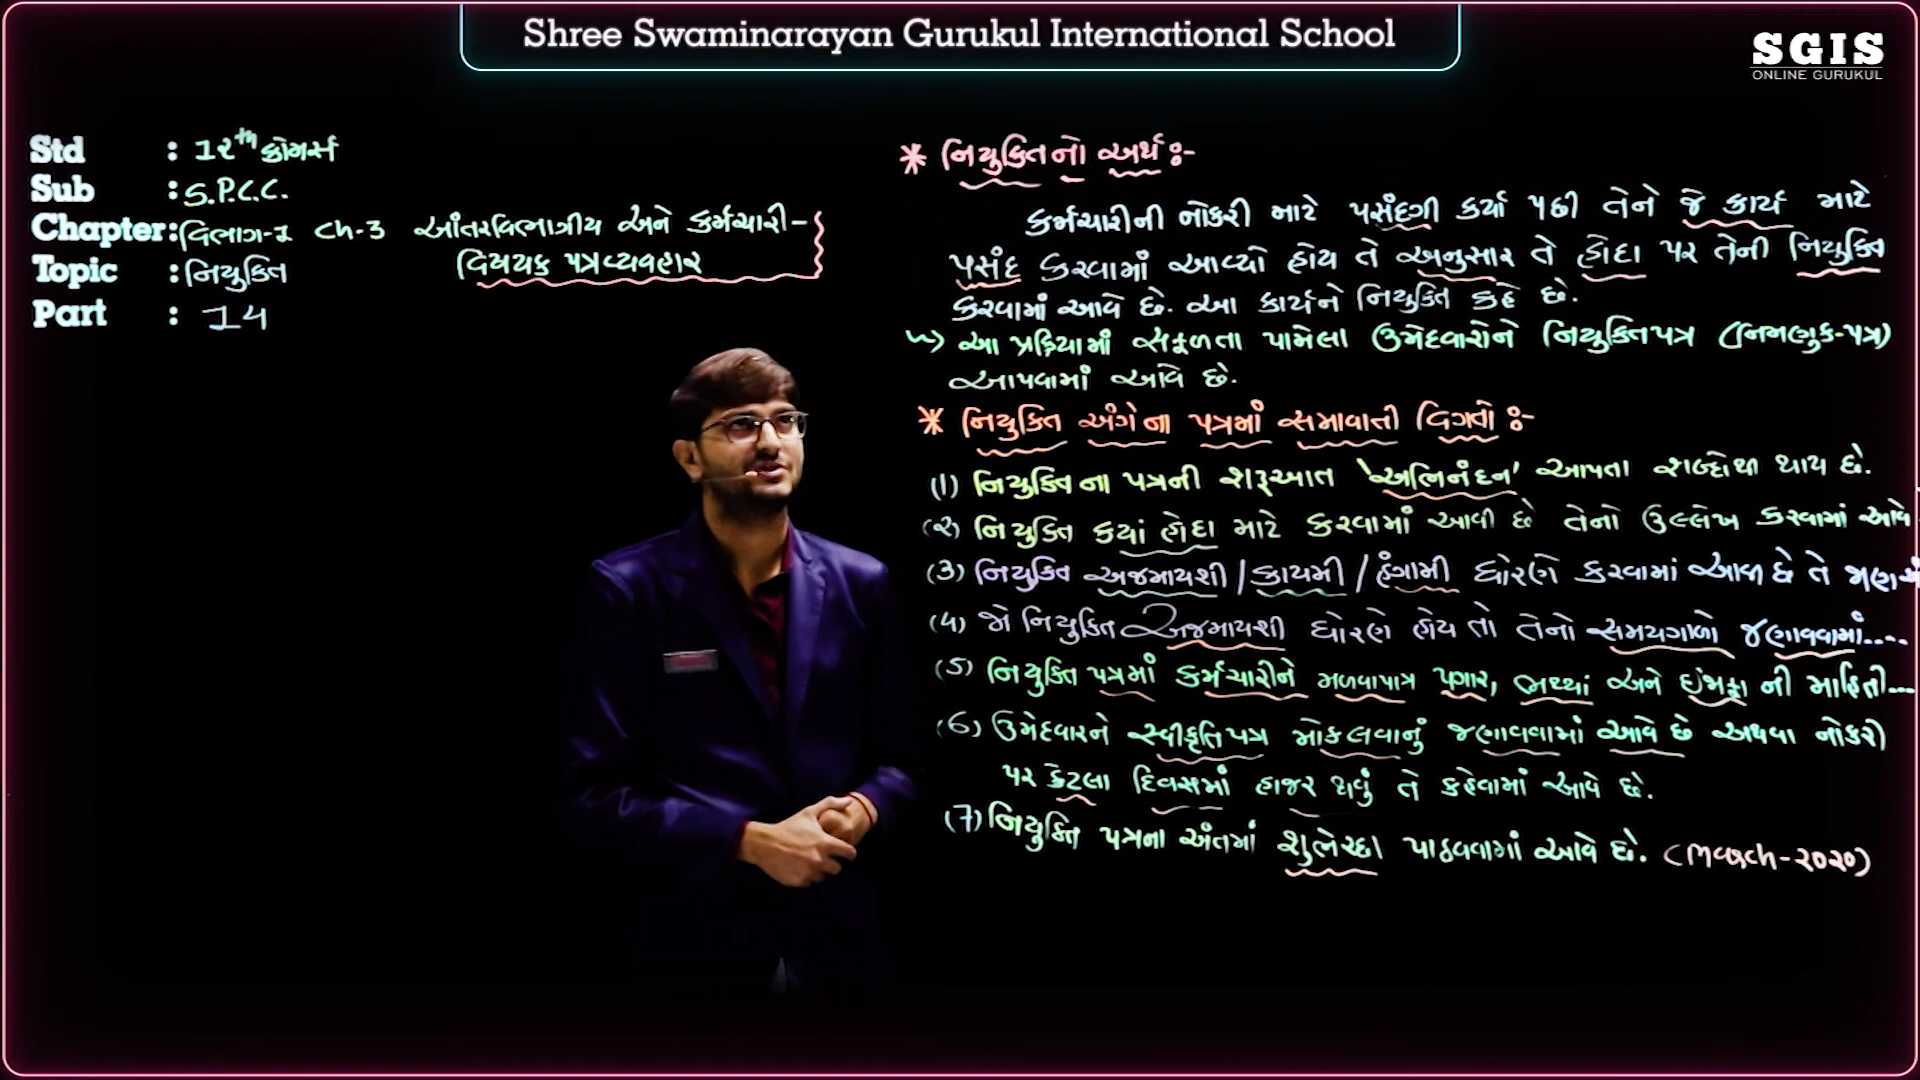 Shree Swaminarayan Gurukul International School
SGIS
ONLINE GURUKUL
Std : 12th કોમર્સ
Sub : S.P.C.C.
Chapter : વિભાગ-1 Ch-3 આંતરવિભાગીય અને કર્મચારી-
વિષયક પત્રવ્યવહાર
Topic : નિયુક્તિ
Part : 14
* નિયુક્તિનો અર્થ :-
કર્મચારીની નોકરી માટે પસંદગી કર્યા પછી તેને જે કાર્ય માટે
પસંદ કરવામાં આવ્યો હોય તે અનુસાર તે હોદા પર તેની નિયુક્તિ
કરવામાં આવે છે. આ કાર્યને નિયુક્તિ કહે છે.
આ પ્રક્રિયામાં સફળતા પામેલા ઉમેદવારોને નિયુક્તિપત્ર (નિમણુક-પત્ર)
આપવામાં આવે છે.
* નિયુક્તિ અંગેના પત્રમાં સમાવાતી વિગતો :-
(1) નિયુક્તિના પત્રની શરૂઆત 'અભિનંદન' આપતા શબ્દોથી થાય છે.
(૨) નિયુક્તિ કયાં હોદા માટે કરવામાં આવી છે તેનો ઉલ્લેખ કરવામાં આવે
(3) નિયુક્તિ અજમાયશી / કાયમી / હંગામી ધોરણે કરવામાં આવી છે તે
(4) જો નિયુક્તિ અજમાયશી ધોરણે હોય તો તેનો સમયગાળો જણાવવામાં....
(5) નિયુક્તિ પત્રમાં કર્મચારીને મળવાપાત્ર પગાર, ભથ્થાં અને ઈજાફા ની માહિતી...
(6) ઉમેદવારને સ્વીકૃતિપત્ર મોકલવાનું જણાવવામાં આવે છે અથવા નોકરી
પર કેટલા દિવસમાં હાજર થવું તે કહેવામાં આવે છે.
(7) નિયુક્તિ પત્રના અંતમાં શુભેચ્છા પાઠવવામાં આવે છે. (March-૨૦૨૦)